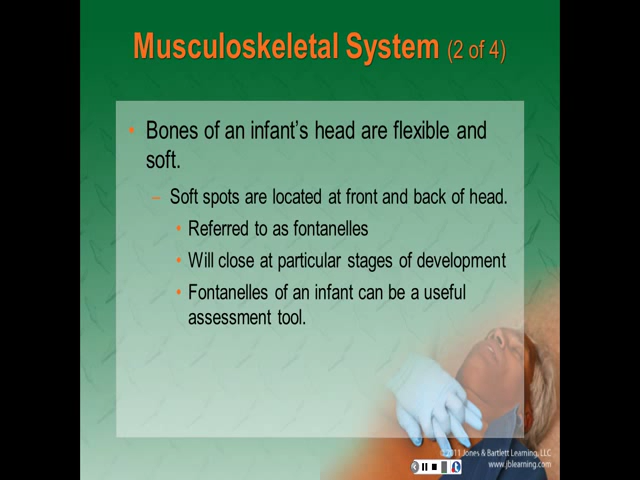 Musculoskeletal System (2 of 4)
• Bones of an infant's head are flexible and
soft.
– Soft spots are located at front and back of head.
• Referred to as fontanelles
• Will close at particular stages of development
• Fontanelles of an infant can be a useful
assessment tool.
©2011 Jones & Bartlett Learning, LLC
www.jblearning.com